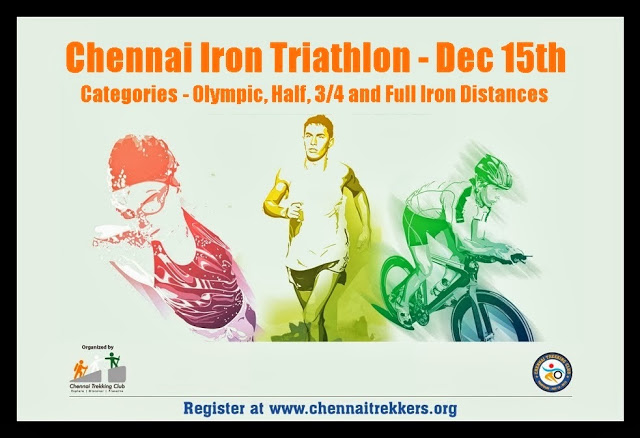 Chennai Iron Triathlon - Dec 15th
Categories - Olympic, Half, 3/4 and Full Iron Distances
Organized by
Chennai Trekking Club
Register at www.chennaitrekkers.org